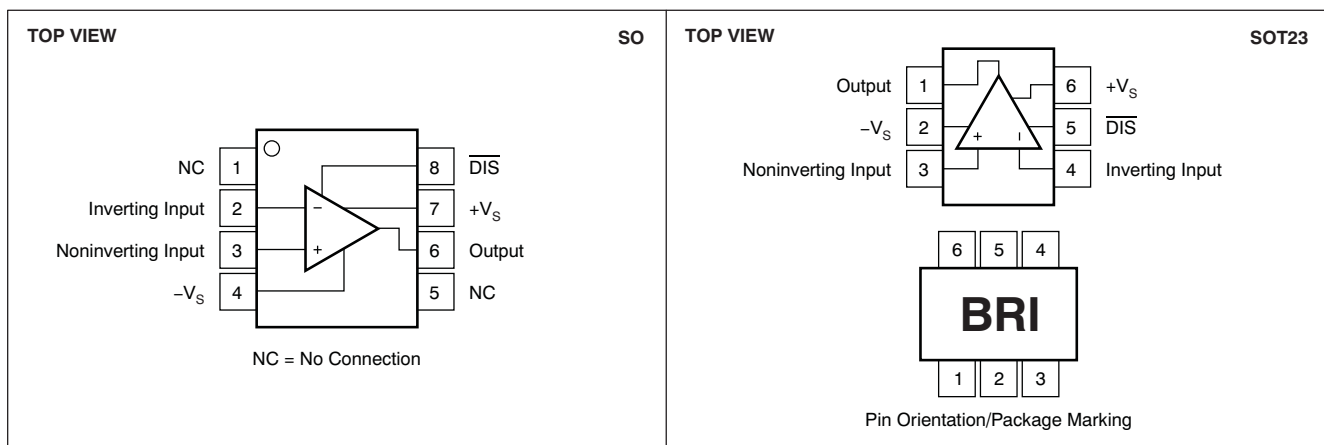 TOP VIEW
SO
NC 1
Inverting Input 2
Noninverting Input 3
−VS 4
8 DIS
7 +VS
6 Output
5 NC
−
+
NC = No Connection
TOP VIEW
SOT23
Output 1
−VS 2
Noninverting Input 3
6 +VS
5 DIS
4 Inverting Input
+ −
6 5 4
BRI
1 2 3
Pin Orientation/Package Marking